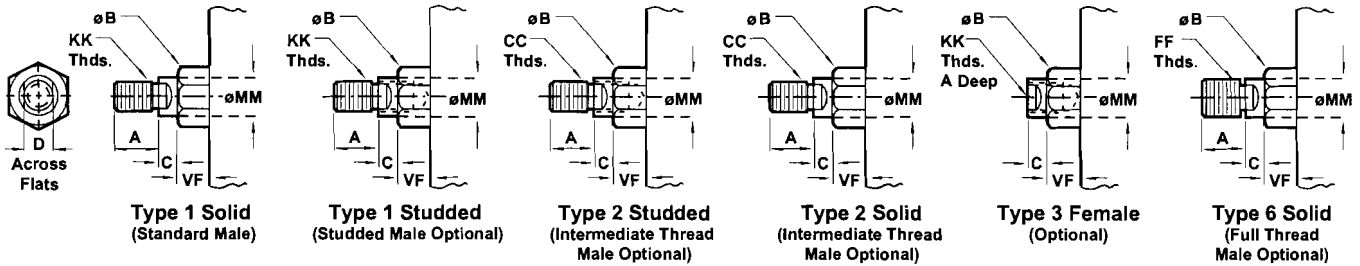 D
Across
Flats
øB
KK
Thds.
øMM
A
C
VF
Type 1 Solid
(Standard Male)
øB
KK
Thds.
øMM
A
C
VF
Type 1 Studded
(Studded Male Optional)
øB
CC
Thds.
øMM
A
C
VF
Type 2 Studded
(Intermediate Thread
Male Optional)
øB
CC
Thds.
øMM
A
C
VF
Type 2 Solid
(Intermediate Thread
Male Optional)
øB
KK
Thds.
A Deep
øMM
C
VF
Type 3 Female
(Optional)
øB
FF
Thds.
øMM
A
C
VF
Type 6 Solid
(Full Thread
Male Optional)